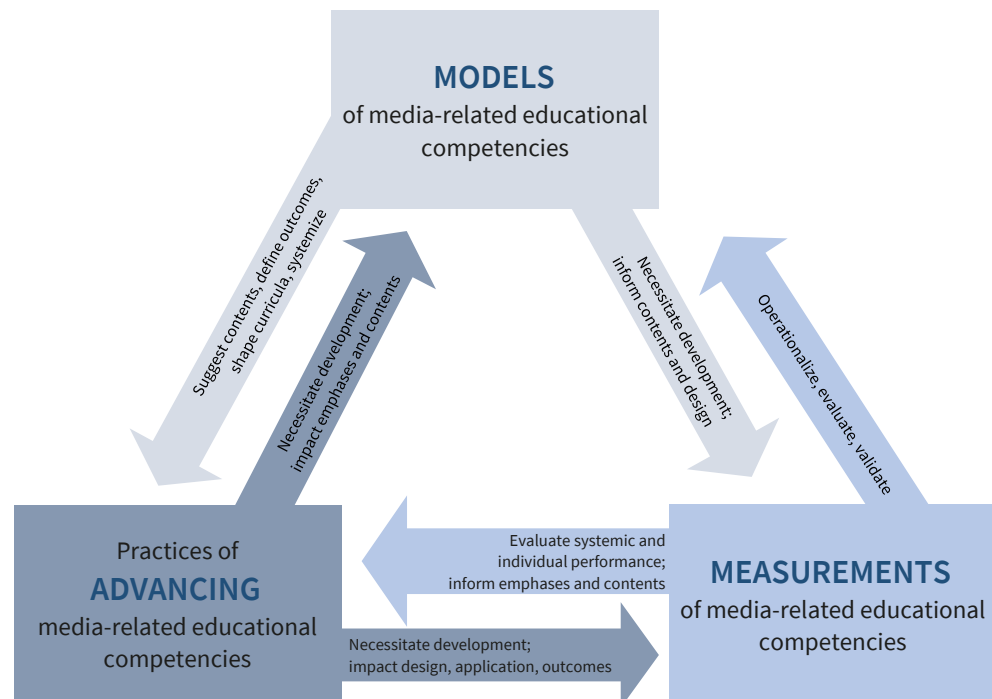 MODELS
of media-related educational
competencies
Suggest contents, define outcomes,
shape curricula, systemize
Necessitate development;
impact emphases and contents
Necessitate development;
inform contents and design
Operationalize, evaluate, validate
Practices of
ADVANCING
media-related educational
competencies
Evaluate systemic and
individual performance;
inform emphases and contents
Necessitate development;
impact design, application, outcomes
MEASUREMENTS
of media-related educational
competencies